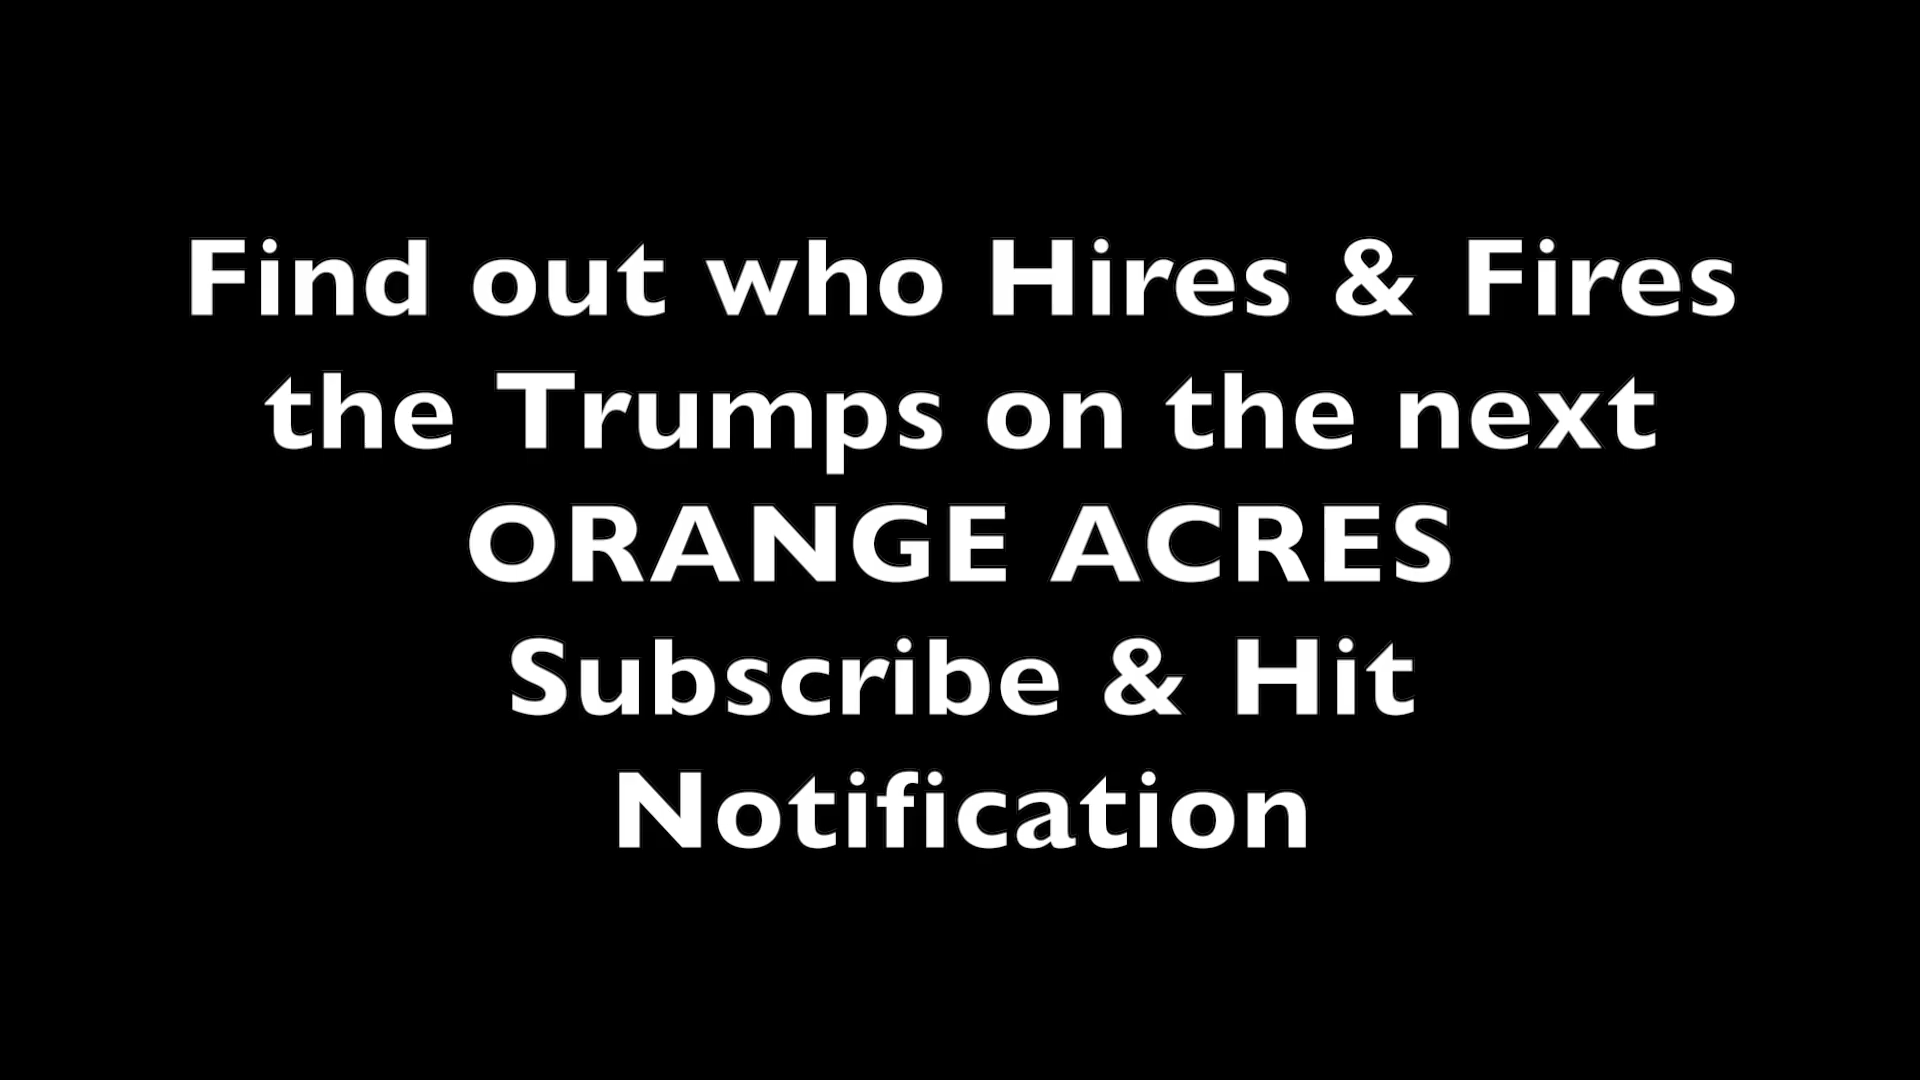 Find out who Hires & Fires
the Trumps on the next
ORANGE ACRES
Subscribe & Hit
Notification